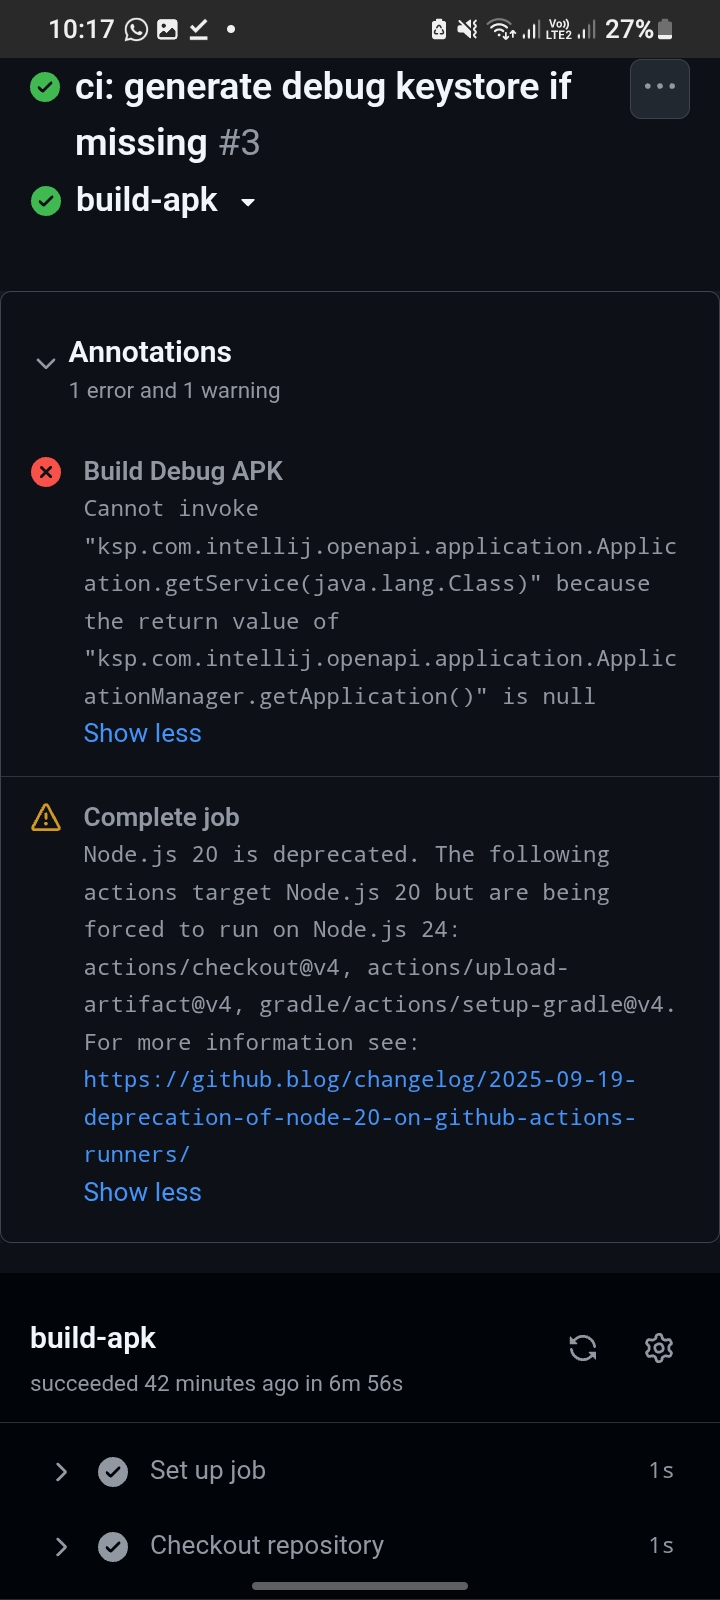 10:17
Vo))
LTE2
27%
ci: generate debug keystore if
missing #3
build-apk
Annotations
1 error and 1 warning
Build Debug APK
Cannot invoke
"ksp.com.intellij.openapi.application.Applic
ation.getService(java.lang.Class)" because
the return value of
"ksp.com.intellij.openapi.application.Applic
ationManager.getApplication()" is null
Show less
Complete job
Node.js 20 is deprecated. The following
actions target Node.js 20 but are being
forced to run on Node.js 24:
actions/checkout@v4, actions/upload-
artifact@v4, gradle/actions/setup-gradle@v4.
For more information see:
https://github.blog/changelog/2025-09-19-
deprecation-of-node-20-on-github-actions-
runners/
Show less
build-apk
succeeded 42 minutes ago in 6m 56s
Set up job 1s
Checkout repository 1s